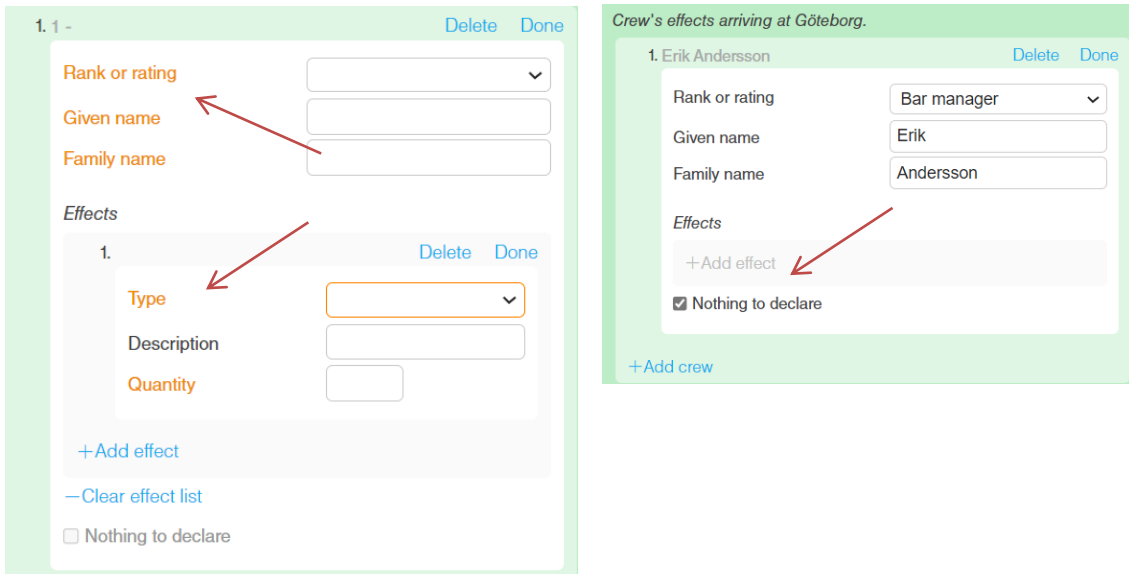 1. 1 - Delete Done
Rank or rating
Given name
Family name
Effects
1. Delete Done
Type
Description
Quantity
+Add effect
−Clear effect list
Nothing to declare
Crew's effects arriving at Göteborg.
1. Erik Andersson Delete Done
Rank or rating Bar manager
Given name Erik
Family name Andersson
Effects
+Add effect
Nothing to declare
+Add crew